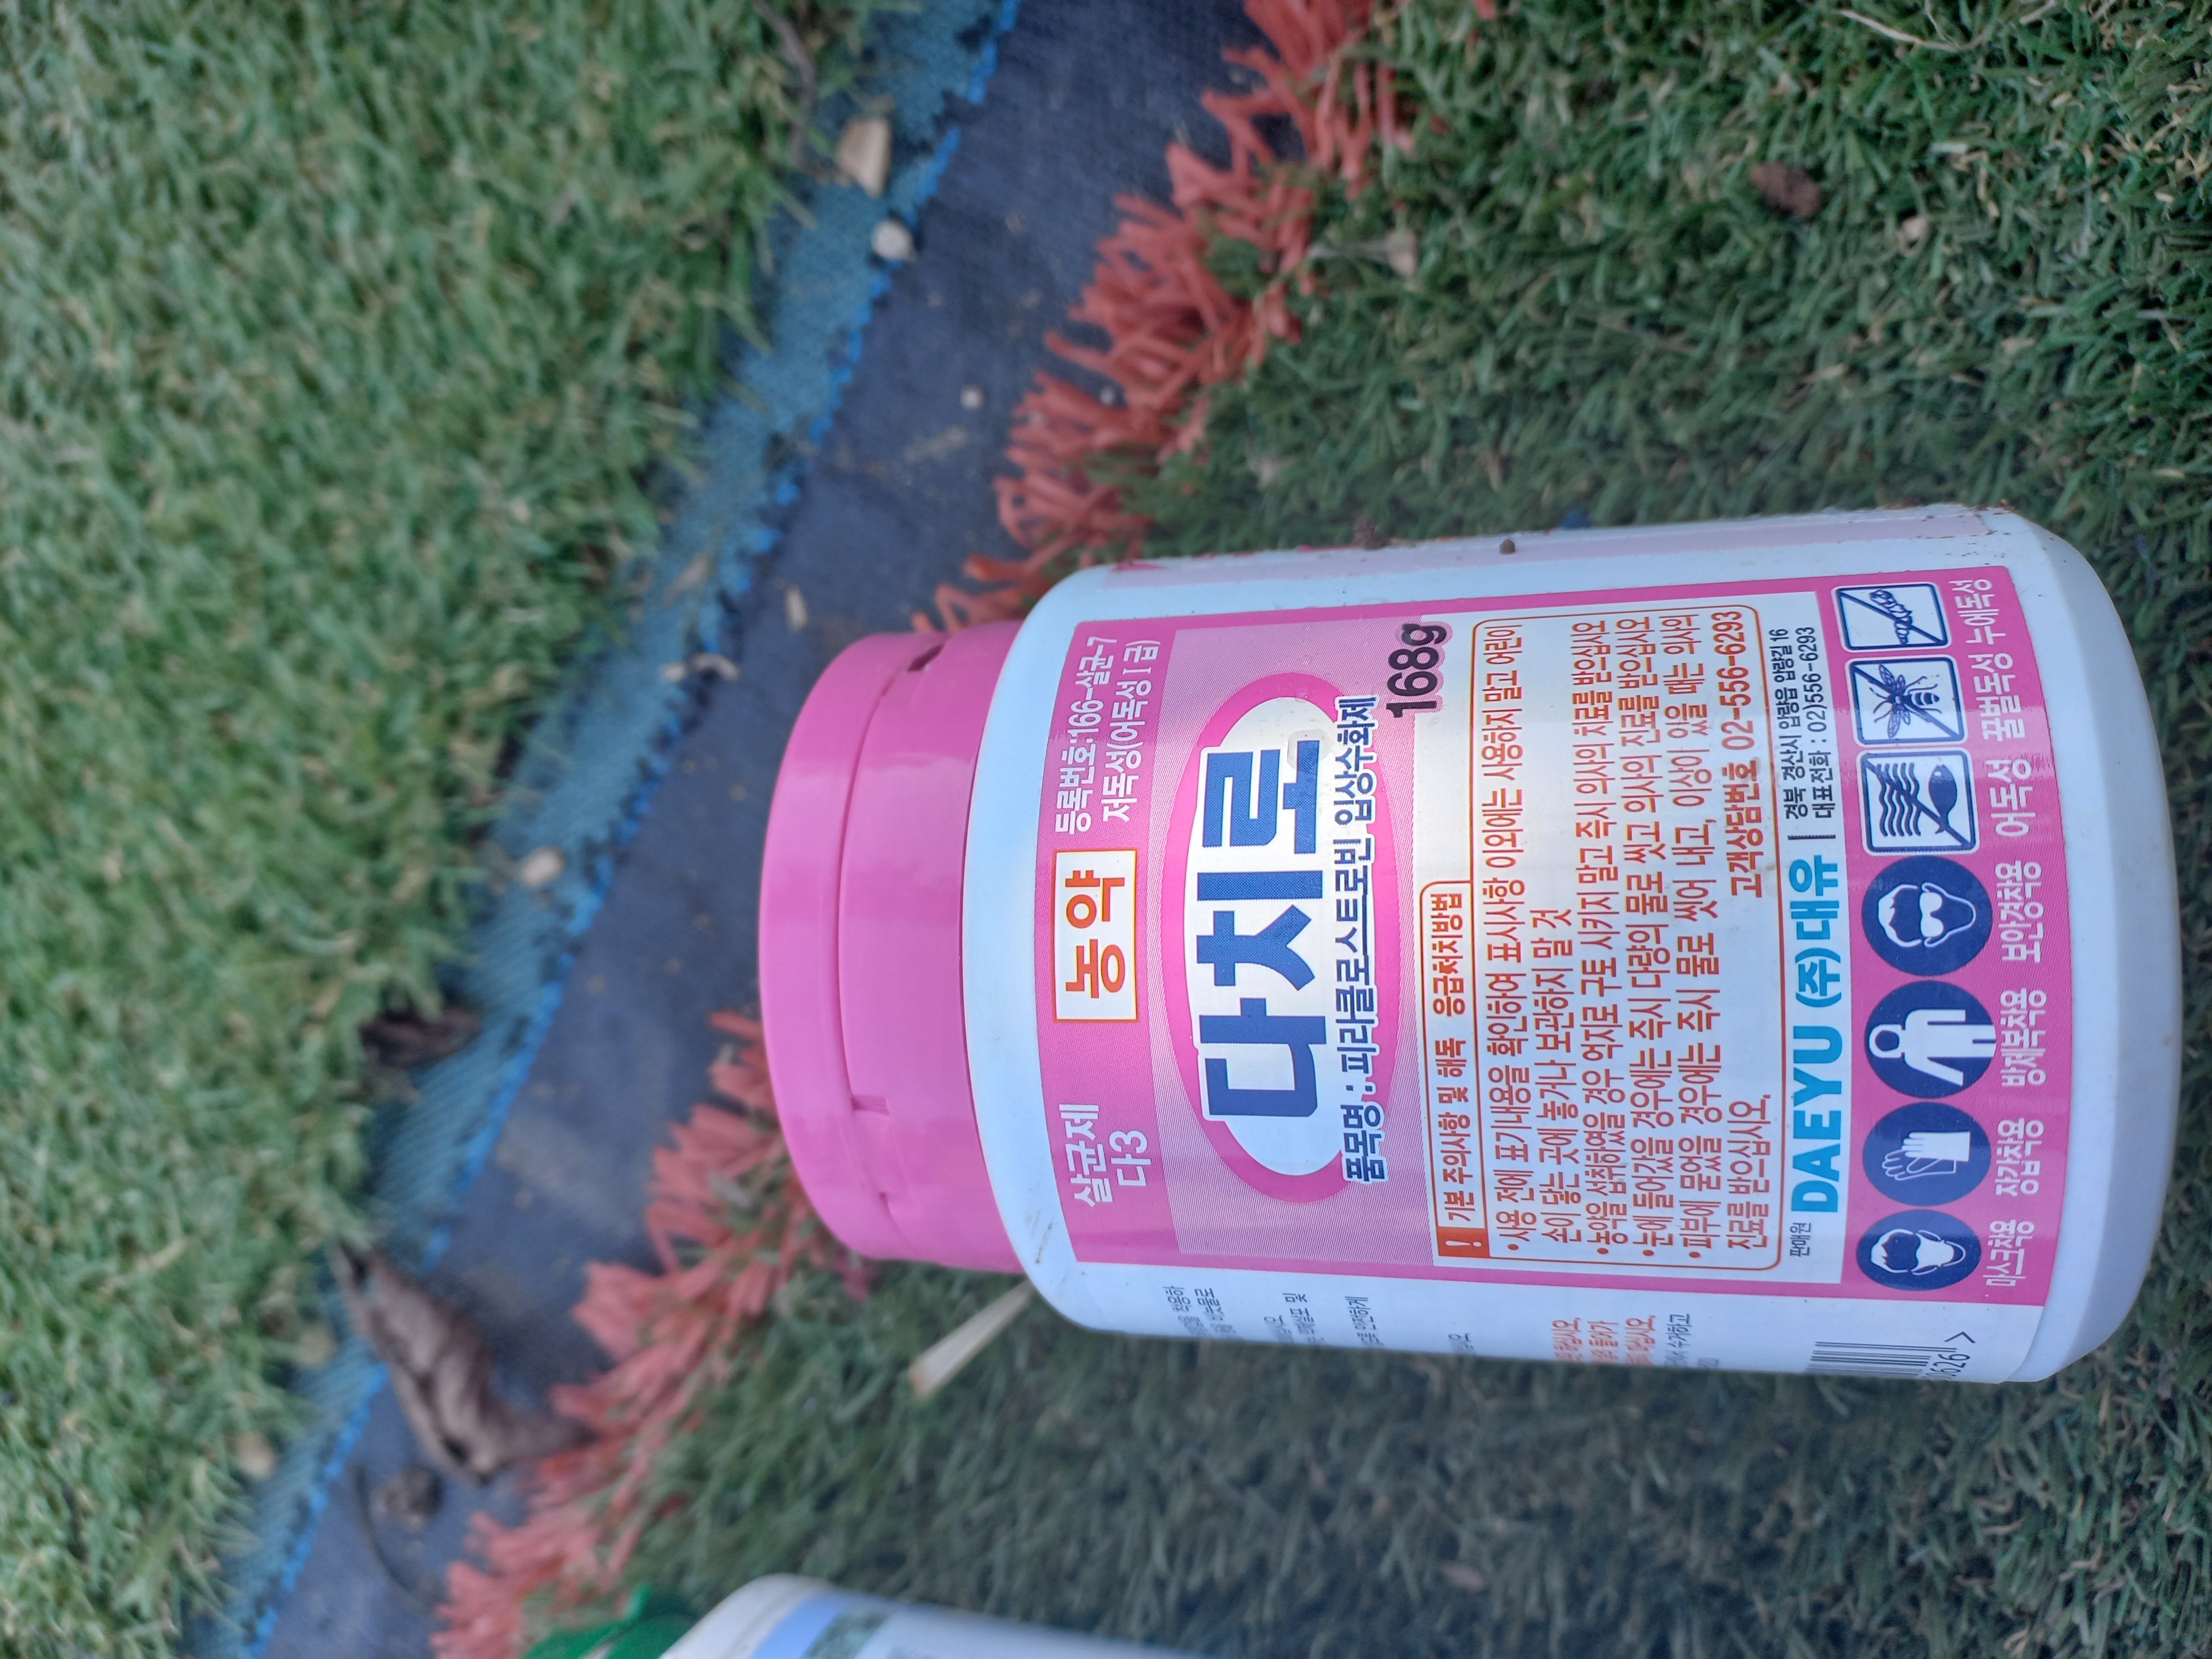 살균제
다3
농약
등록번호:166-살균-7
저독성(어독성Ⅰ급)
다치로
품목명 : 피라클로스트로빈 입상수화제
168g
! 기본 주의사항 및 해독 · 응급처치방법
•사용 전에 표기내용을 확인하여 표시사항 이외에는 사용하지 말고 어린이
손이 닿는 곳에 놓거나 보관하지 말 것
•농약을 섭취하였을 경우 억지로 구토 시키지 말고 즉시 의사의 치료를 받으십시오
•눈에 들어갔을 경우에는 즉시 다량의 물로 씻고 의사의 진료를 받으십시오
•피부에 묻었을 경우에는 즉시 물로 씻어 내고, 이상이 있을 때는 의사의
진료를 받으십시오.
고객상담번호 02-556-6293
판매원 DAEYU (주)대유
경북 경산시 압량읍 압량길 16
대표전화 : 02)556-6293
마스크착용 장갑착용 방제복착용 보안경착용 어독성 꿀벌독성 누에독성